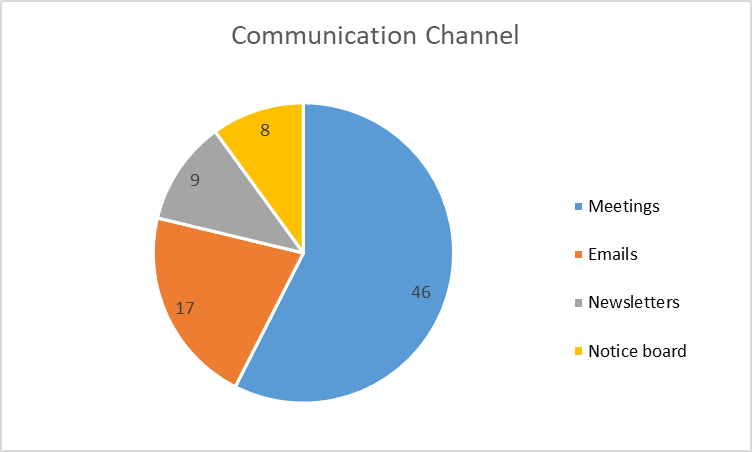 Communication Channel
8
9
17
46
Meetings
Emails
Newsletters
Notice board